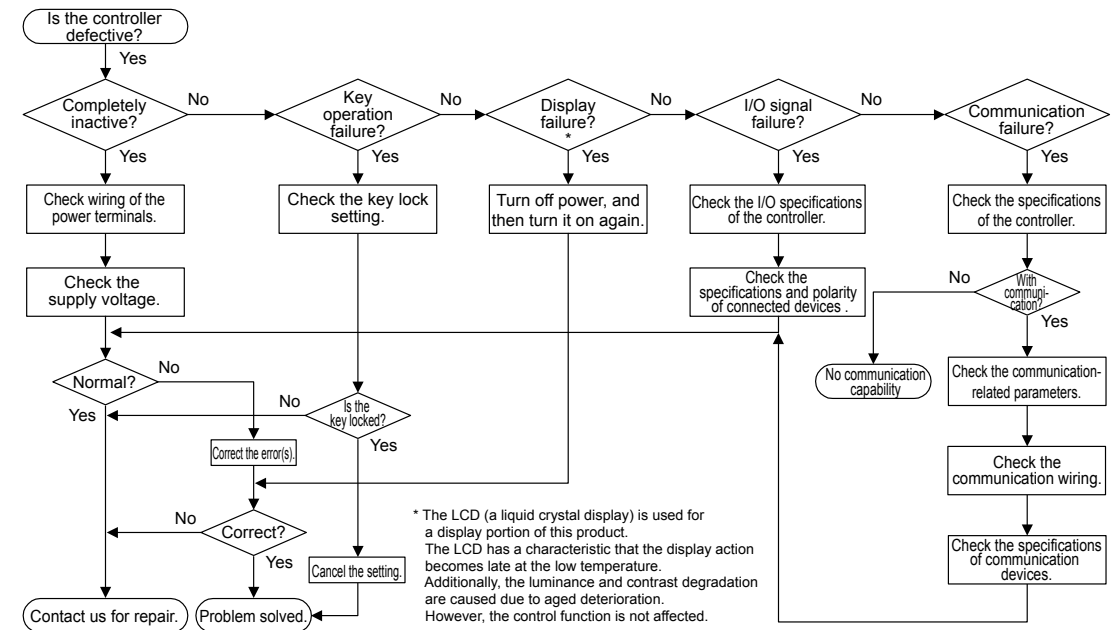 Is the controller
defective?
Yes
Completely
inactive?
No
Key
operation
failure?
No
Display
failure?
*
No
I/O signal
failure?
No
Communication
failure?
Yes
Yes
Yes
Yes
Yes
Check wiring of the
power terminals.
Check the key lock
setting.
Turn off power, and
then turn it on again.
Check the I/O specifications
of the controller.
Check the specifications
of the controller.
Check the
supply voltage.
Check the
specifications and polarity
of connected devices .
No
With
communi-
cation?
Yes
Normal?
No
Yes
No
Is the
key locked?
Yes
No communication
capability
Check the communication-
related parameters.
Correct the error(s).
Check the
communication wiring.
No
Correct?
Yes
Cancel the setting.
* The LCD (a liquid crystal display) is used for
a display portion of this product.
The LCD has a characteristic that the display action
becomes late at the low temperature.
Additionally, the luminance and contrast degradation
are caused due to aged deterioration.
However, the control function is not affected.
Check the specifications
of communication
devices.
Contact us for repair.
Problem solved.